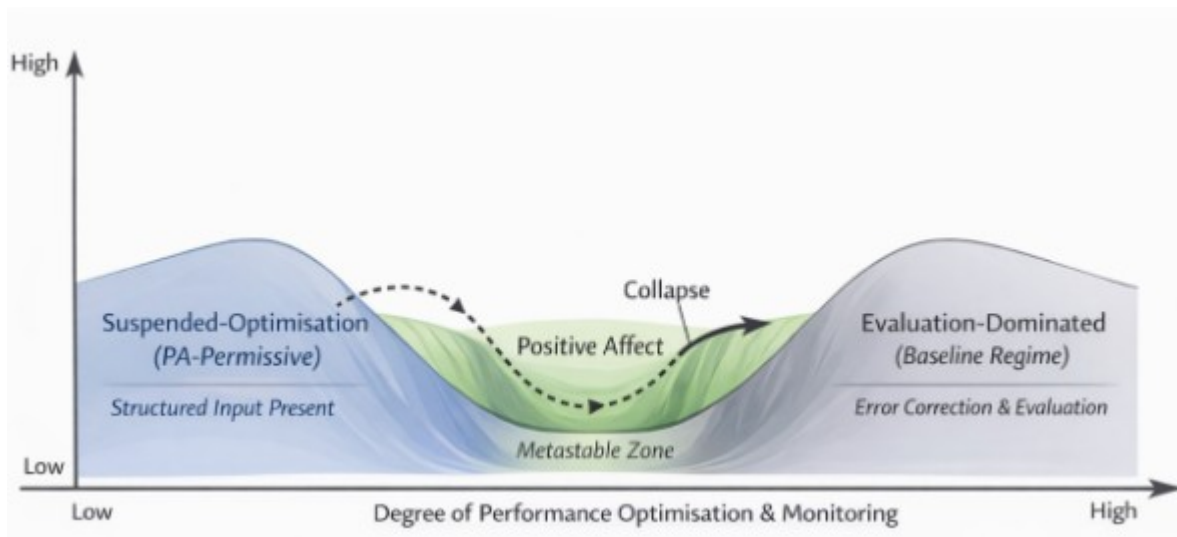 High
Collapse
Suspended-Optimisation
(PA-Permissive)
Structured Input Present
Positive Affect
Metastable Zone
Evaluation-Dominated
(Baseline Regime)
Error Correction & Evaluation
Low
Low
Degree of Performance Optimisation & Monitoring
High